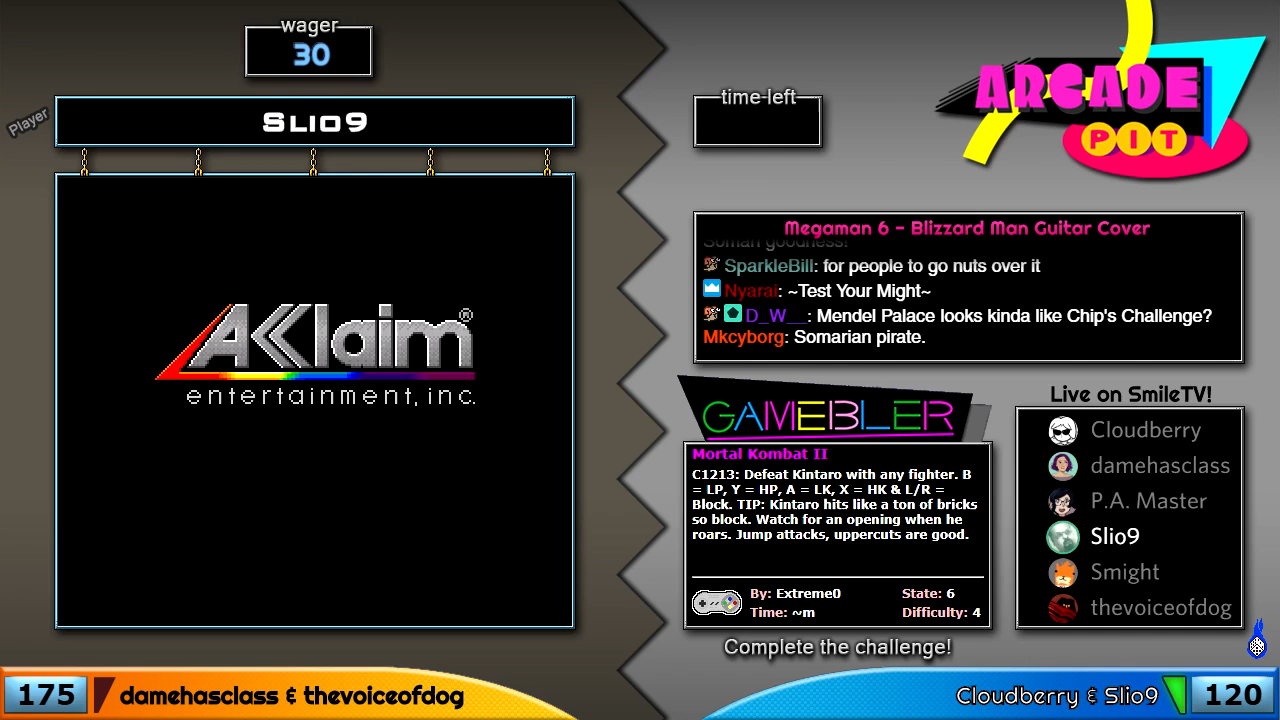 wager
30
Player
Slio9
Acclaim®
entertainment, inc.
time left
ARCADE
PIT
Megaman 6 - Blizzard Man Guitar Cover
Somari goodness!
SparkleBill: for people to go nuts over it
Nyarai: ~Test Your Might~
D_W__: Mendel Palace looks kinda like Chip's Challenge?
Mkcyborg: Somarian pirate.
GAMEBLER
Mortal Kombat II
C1213: Defeat Kintaro with any fighter. B
= LP, Y = HP, A = LK, X = HK & L/R =
Block. TIP: Kintaro hits like a ton of bricks
so block. Watch for an opening when he
roars. Jump attacks, uppercuts are good.
By: Extreme0
State: 6
Time: ~m
Difficulty: 4
Complete the challenge!
Live on SmileTV!
Cloudberry
damehasclass
P.A. Master
Slio9
Smight
thevoiceofdog
175
damehasclass & thevoiceofdog
Cloudberry & Slio9
120